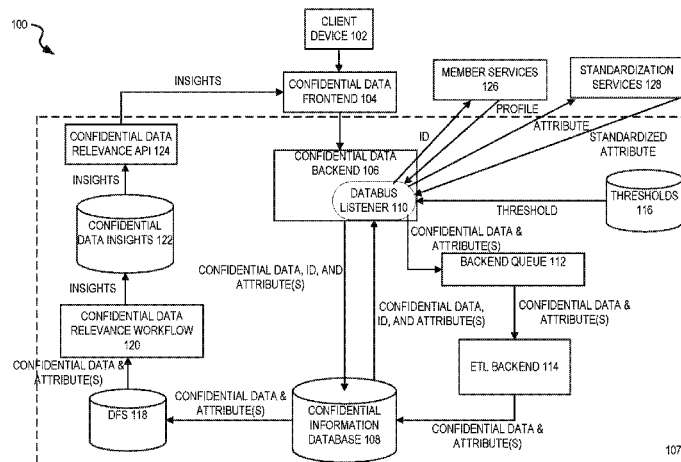 100
CLIENT
DEVICE 102
INSIGHTS
CONFIDENTIAL DATA
FRONTEND 104
MEMBER SERVICES
126
STANDARDIZATION
SERVICES 128
PROFILE
ID
ATTRIBUTE
STANDARDIZED
ATTRIBUTE
CONFIDENTIAL DATA
RELEVANCE API 124
CONFIDENTIAL DATA
BACKEND 106
DATABUS
LISTENER 110
THRESHOLDS
116
THRESHOLD
INSIGHTS
CONFIDENTIAL
DATA INSIGHTS 122
CONFIDENTIAL DATA &
ATTRIBUTE(S)
BACKEND QUEUE 112
CONFIDENTIAL DATA, ID, AND
ATTRIBUTE(S)
CONFIDENTIAL DATA,
ID, AND ATTRIBUTE(S)
CONFIDENTIAL DATA &
ATTRIBUTE(S)
INSIGHTS
CONFIDENTIAL DATA
RELEVANCE WORKFLOW
120
ETL BACKEND 114
CONFIDENTIAL DATA &
ATTRIBUTE(S)
DFS 118
CONFIDENTIAL DATA &
ATTRIBUTE(S)
CONFIDENTIAL
INFORMATION
DATABASE 108
CONFIDENTIAL DATA &
ATTRIBUTE(S)
107